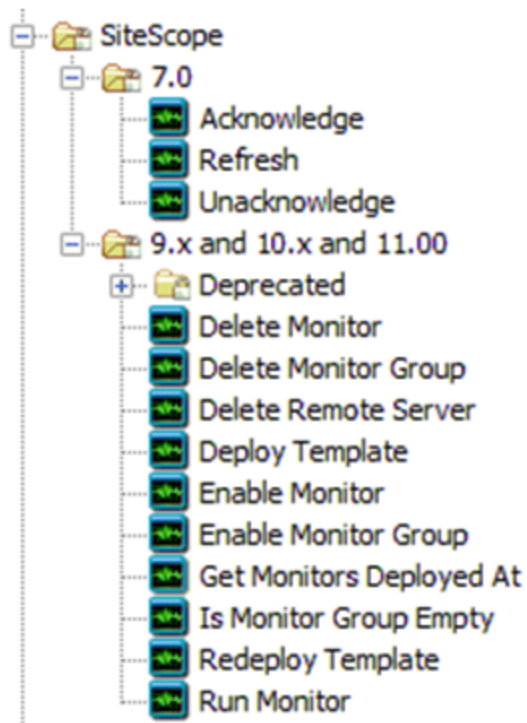 SiteScope
7.0
Acknowledge
Refresh
Unacknowledge
9.x and 10.x and 11.00
Deprecated
Delete Monitor
Delete Monitor Group
Delete Remote Server
Deploy Template
Enable Monitor
Enable Monitor Group
Get Monitors Deployed At
Is Monitor Group Empty
Redeploy Template
Run Monitor